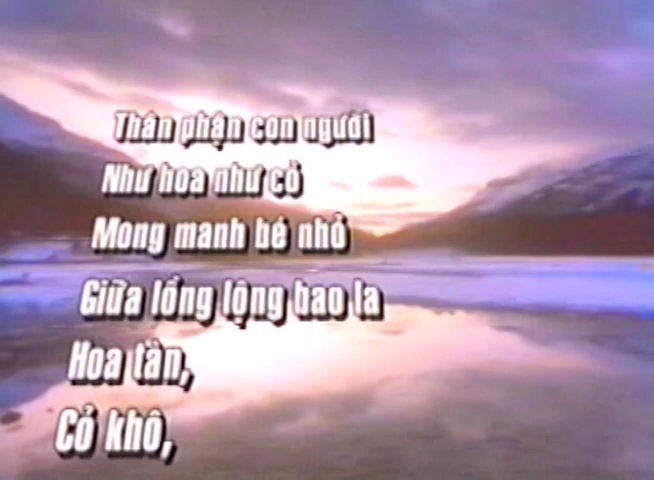 Thân phận con người
Như hoa như cỏ
Mong manh bé nhỏ
Giữa lồng lộng bao la
Hoa tàn,
Cỏ khô,